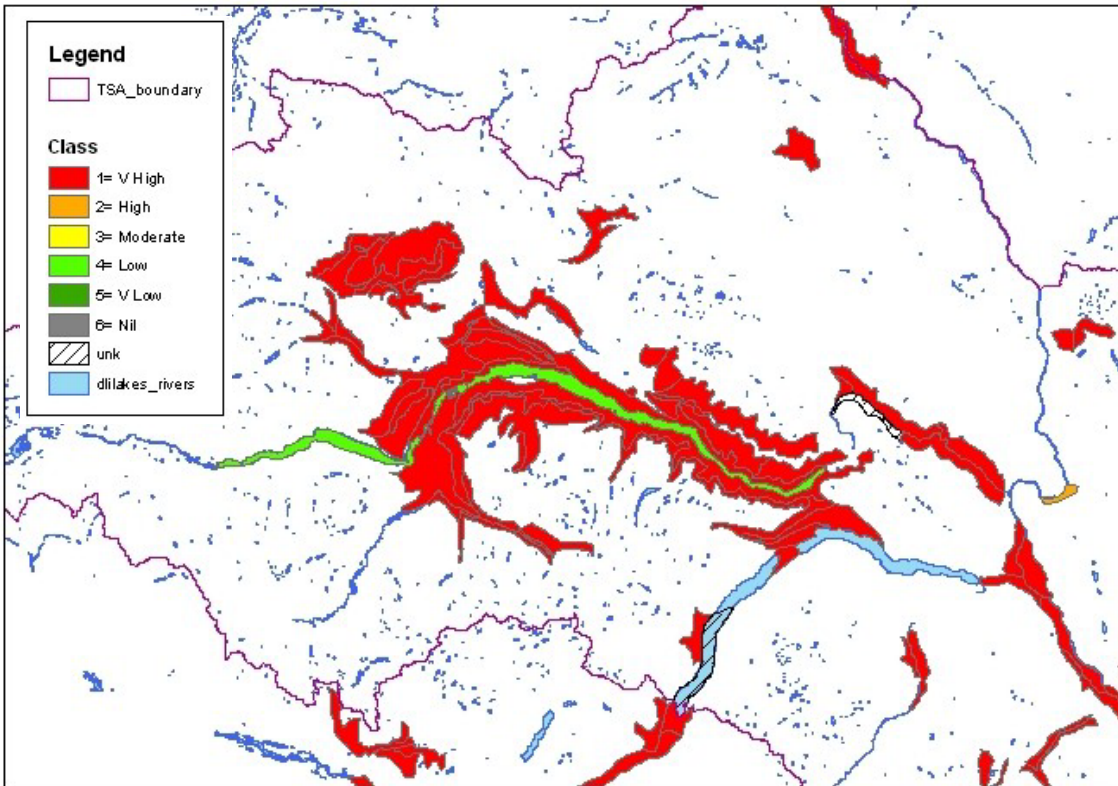 Legend
TSA_boundary
Class
1= V High
2= High
3= Moderate
4= Low
5= V Low
6= Nil
unk
dlilakes_rivers